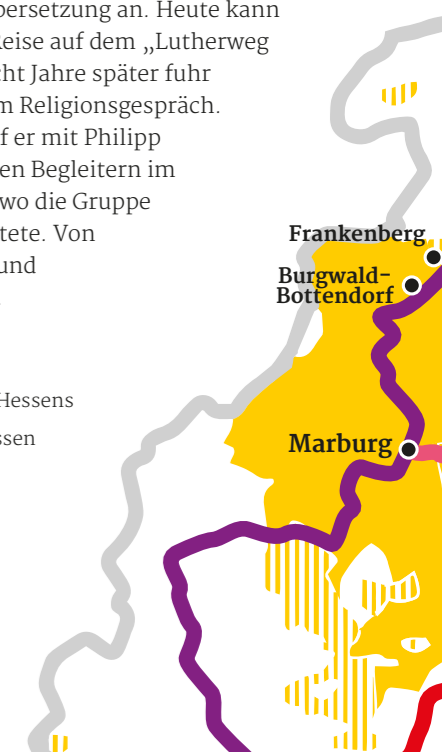 bersetzung an. Heute kann
Reise auf dem „Lutherweg
cht Jahre später fuhr
m Religionsgespräch.
f er mit Philipp
en Begleitern im
wo die Gruppe
tete. Von
und
Hessens
ssen
Frankenberg
Burgwald-
Bottendorf
Marburg